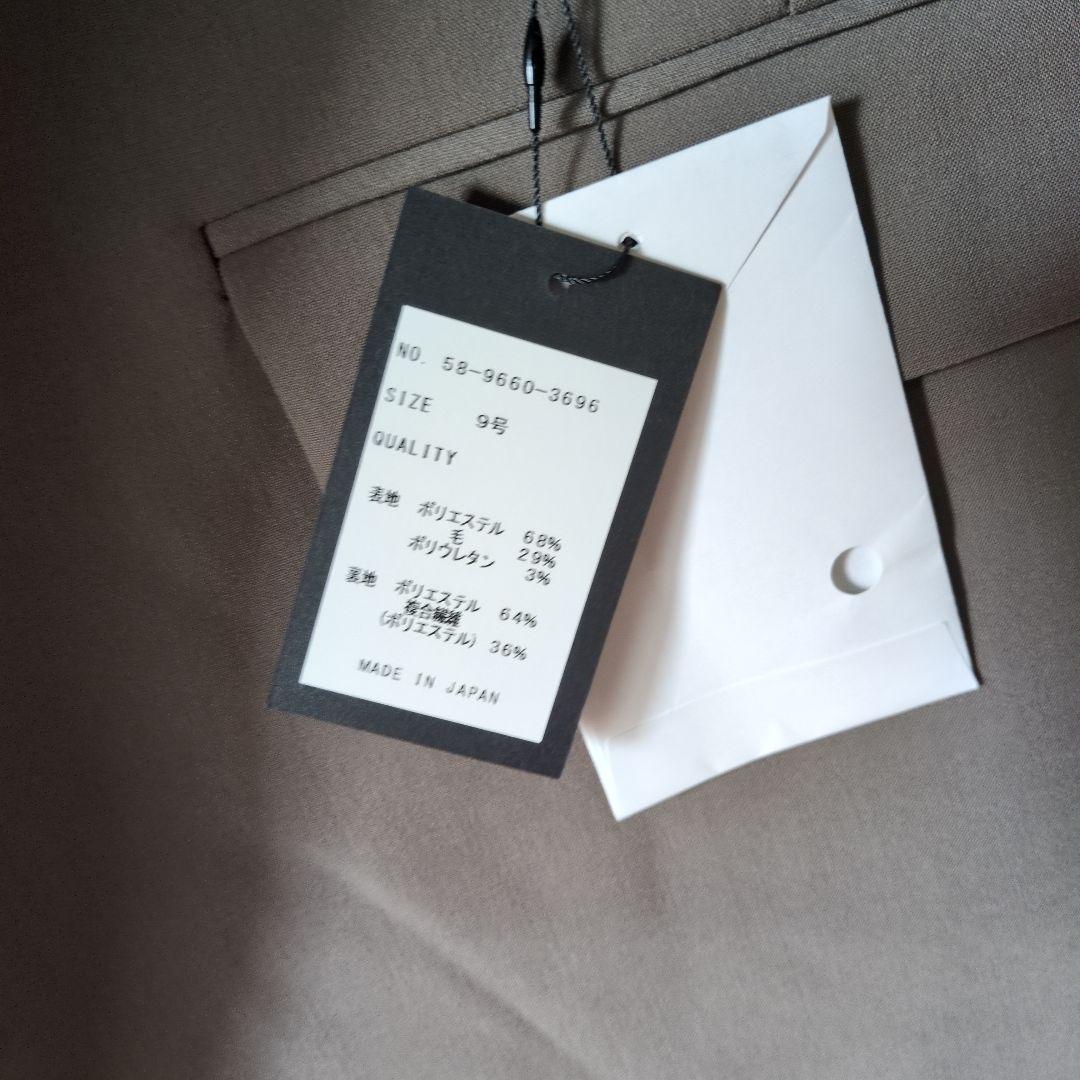 NO. 58-9660-3696
SIZE 9号
QUALITY
表地 ポリエステル 68%
毛 29%
ポリウレタン 3%
裏地 ポリエステル 64%
複合繊維
(ポリエステル) 36%
MADE IN JAPAN